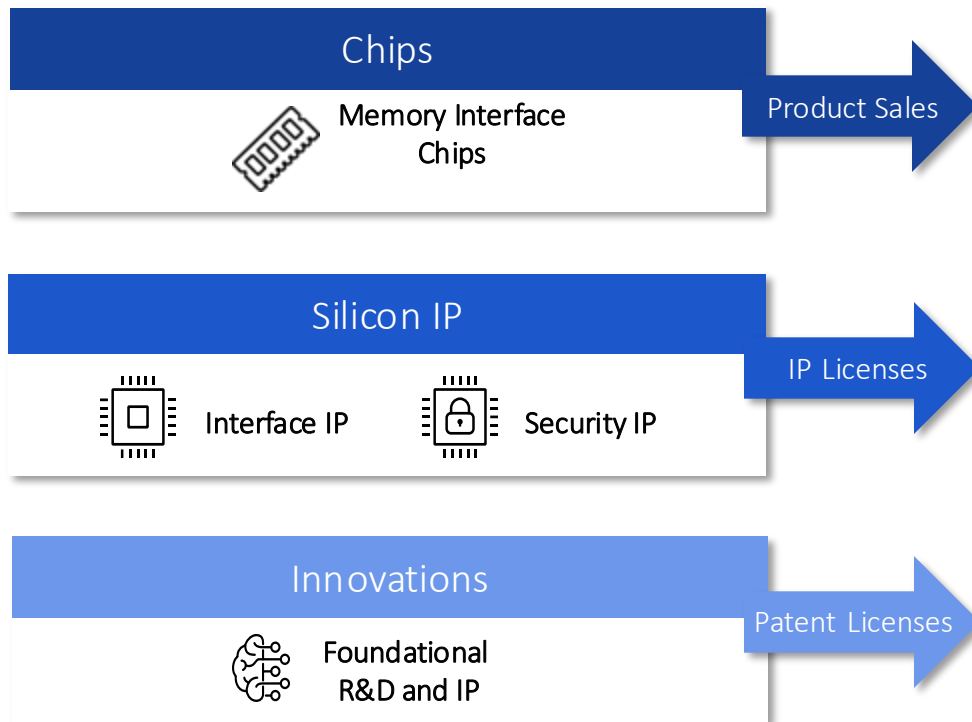 Chips
Memory Interface
Chips
Product Sales
Silicon IP
Interface IP
Security IP
IP Licenses
Innovations
Foundational
R&D and IP
Patent Licenses